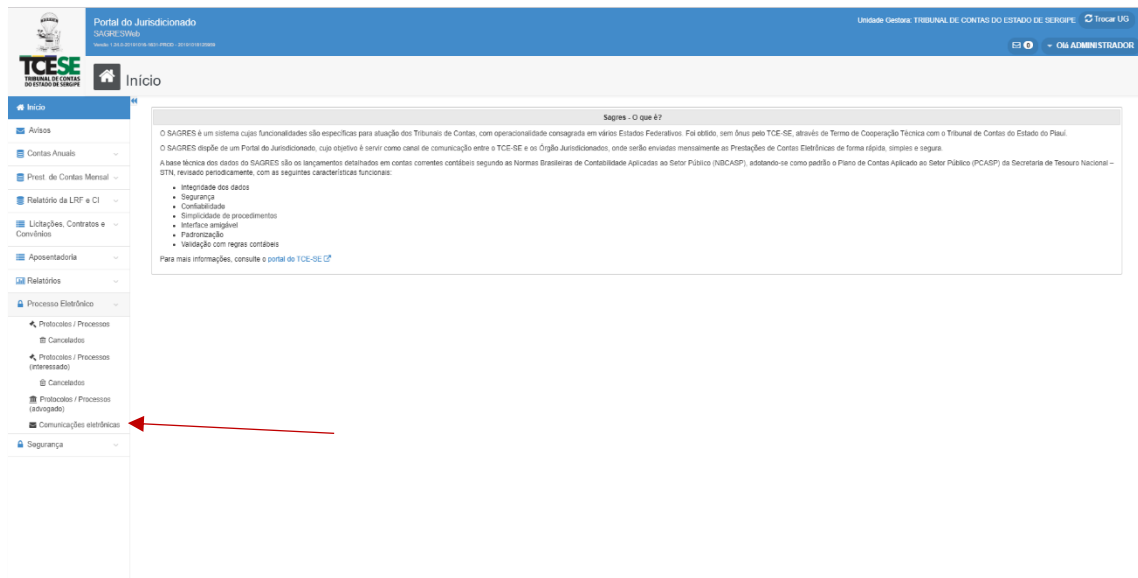 Portal do Jurisdicionado
SAGRESWeb
Unidade Gestora: TRIBUNAL DE CONTAS DO ESTADO DE SERGIPE
Trocar UG
0
Olá ADMINISTRADOR
TCESE
TRIBUNAL DE CONTAS
DO ESTADO DE SERGIPE
Início
Início
Avisos
Contas Anuais
Prest. de Contas Mensal
Relatório da LRF e CI
Licitações, Contratos e
Convênios
Aposentadoria
Relatórios
Processo Eletrônico
Protocolos / Processos
Cancelados
Protocolos / Processos
(interessado)
Cancelados
Protocolos / Processos
(advogado)
Comunicações eletrônicas
Segurança
Sagres - O que é?
O SAGRES é um sistema cujas funcionalidades são específicas para atuação dos Tribunais de Contas, com operacionalidade consagrada em vários Estados Federativos. Foi obtido, sem ônus pelo TCE-SE, através de Termo de Cooperação Técnica com o Tribunal de Contas do Estado do Piauí.
O SAGRES dispõe de um Portal do Jurisdicionado, cujo objetivo é servir como canal de comunicação entre o TCE-SE e os Órgão Jurisdicionados, onde serão enviadas mensalmente as Prestações de Contas Eletrônicas de forma rápida, simples e segura.
A base técnica dos dados do SAGRES são os lançamentos detalhados em contas correntes contábeis segundo as Normas Brasileiras de Contabilidade Aplicadas ao Setor Público (NBCASP), adotando-se como padrão o Plano de Contas Aplicado ao Setor Público (PCASP) da Secretaria de Tesouro Nacional –
STN, revisado periodicamente, com as seguintes características funcionais:
Integridade dos dados
Segurança
Confiabilidade
Simplicidade de procedimentos
Interface amigável
Padronização
Validação com regras contábeis
Para mais informações, consulte o portal do TCE-SE